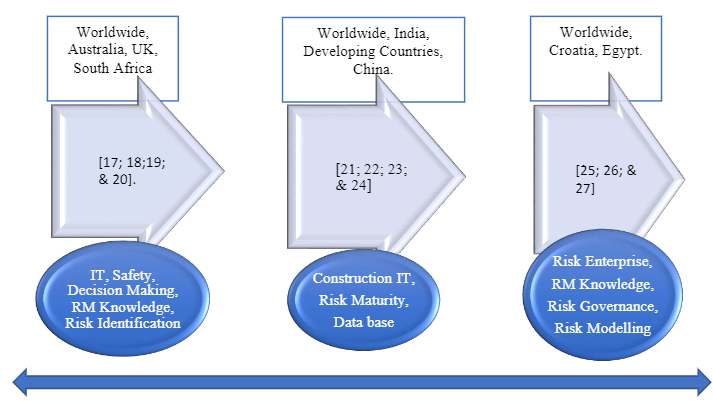 Worldwide,
Australia, UK,
South Africa
[17; 18;19;
& 20].
IT, Safety,
Decision Making,
RM Knowledge,
Risk Identification
Worldwide, India,
Developing Countries,
China.
[21; 22; 23;
& 24]
Construction IT,
Risk Maturity,
Data base
Worldwide,
Croatia, Egypt.
[25; 26; &
27]
Risk Enterprise,
RM Knowledge,
Risk Governance,
Risk Modelling